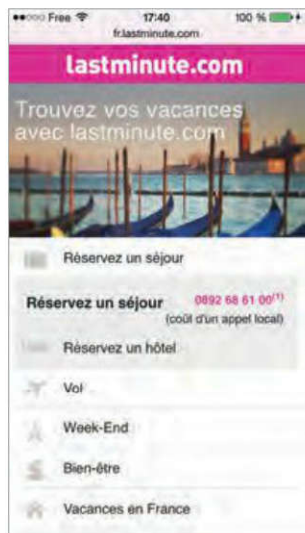 Free 17:40 100 %
fr.lastminute.com
lastminute.com
Trouvez vos vacances
avec lastminute.com
Réservez un séjour
Réservez un séjour 0892 68 61 00(1)
(coût d'un appel local)
Réservez un hôtel
Vol
Week-End
Bien-être
Vacances en France